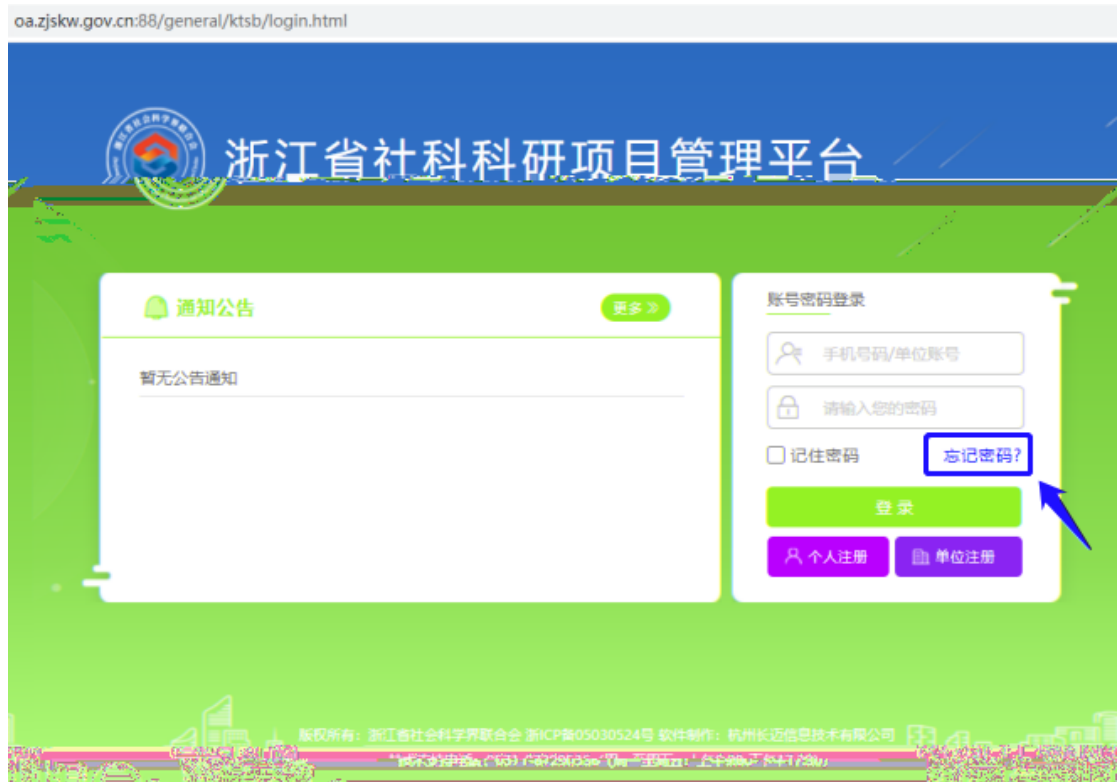 oa.zjskw.gov.cn:88/general/ktsb/login.html
浙江省社科科研项目管理平台
通知公告 更多
暂无公告通知
账号密码登录
手机号码/单位账号
请输入您的密码
记住密码 忘记密码?
登录
个人注册 单位注册
版权所有：浙江省社会科学界联合会 浙ICP备05030524号 软件制作：杭州长迈信息技术有限公司